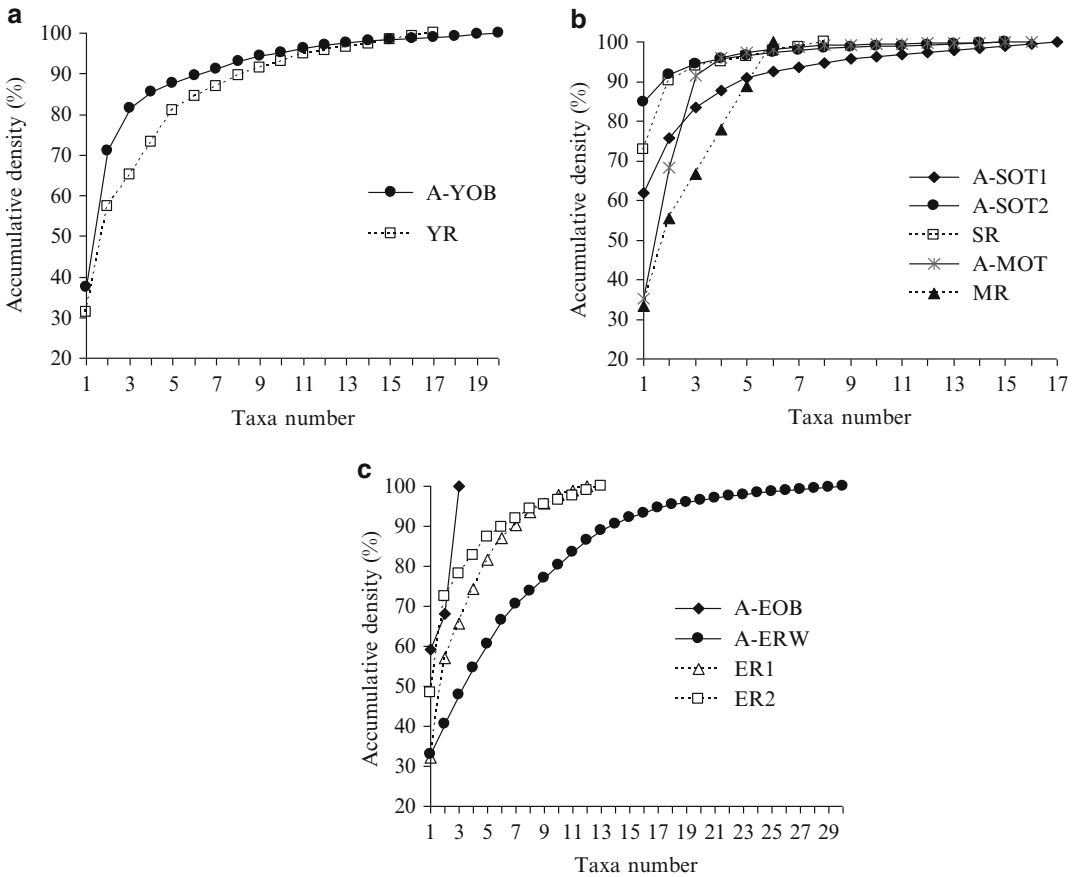 a
Accumulative density (%)
100
90
80
70
60
50
40
30
20
1 3 5 7 9 11 13 15 17 19
Taxa number
A-YOB
YR
b
Accumulative density (%)
100
90
80
70
60
50
40
30
20
1 3 5 7 9 11 13 15 17
Taxa number
A-SOT1
A-SOT2
SR
A-MOT
MR
c
Accumulative density (%)
100
90
80
70
60
50
40
30
20
1 3 5 7 9 11 13 15 17 19 21 23 25 27 29
Taxa number
A-EOB
A-ERW
ER1
ER2